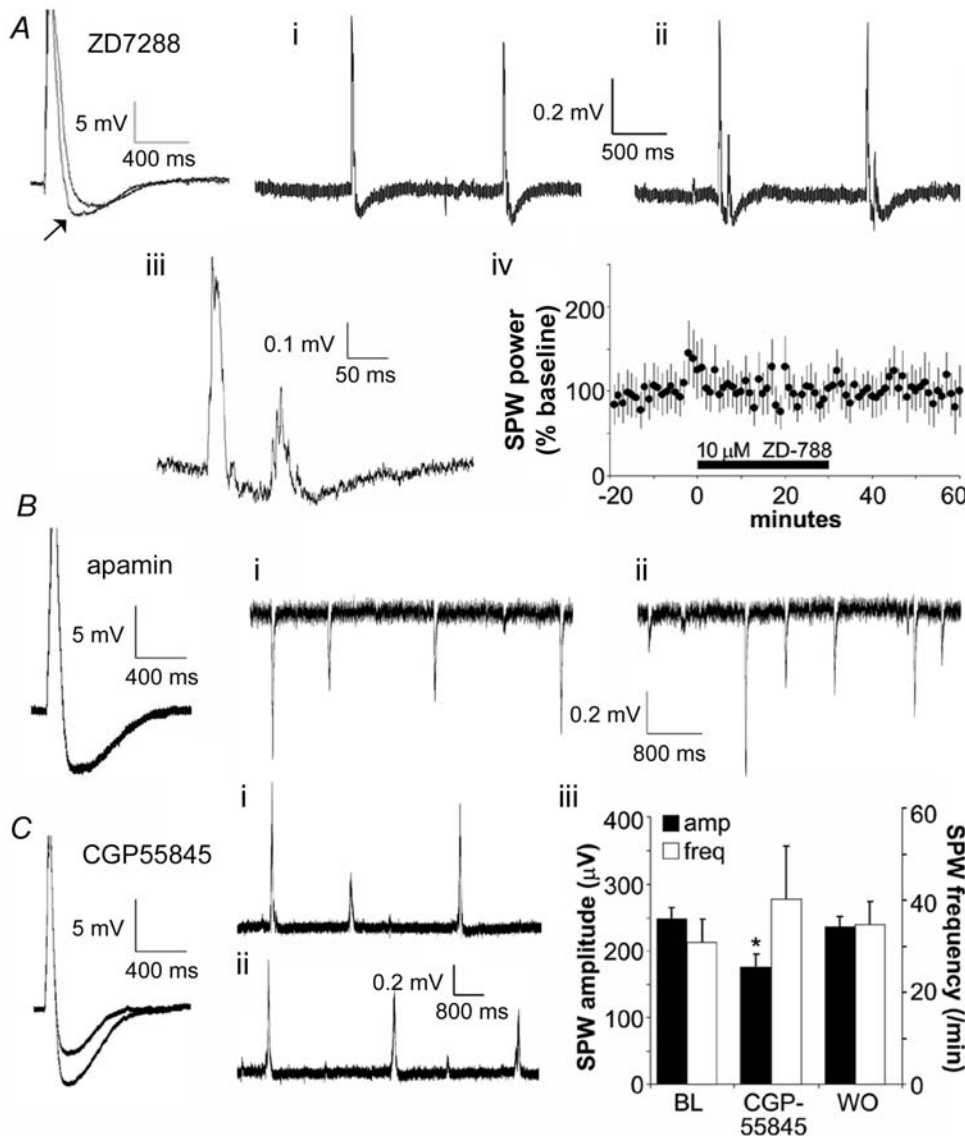 A
ZD7288
5 mV
400 ms
i
ii
0.2 mV
500 ms
iii
0.1 mV
50 ms
iv
SPW power
(% baseline)
200
100
0
10 μM ZD-788
-20
0
20
40
60
minutes
B
apamin
5 mV
400 ms
i
ii
0.2 mV
800 ms
C
CGP55845
5 mV
400 ms
i
ii
0.2 mV
800 ms
iii
amp
freq
SPW amplitude (μV)
400
300
250
200
100
0
*
60
40
20
0
SPW frequency
(/min)
BL
CGP-
55845
WO